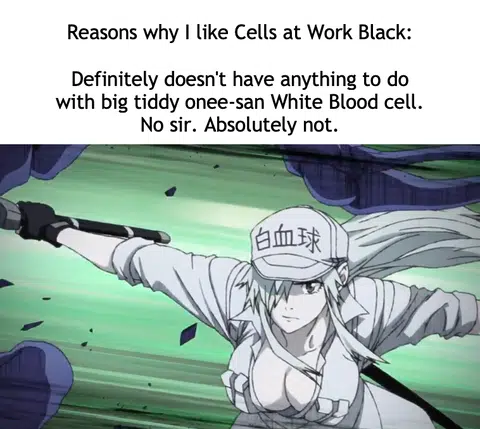 Reasons why I like Cells at Work Black:
Definitely doesn't have anything to do
with big tiddy onee-san White Blood cell.
No sir. Absolutely not.
白血球